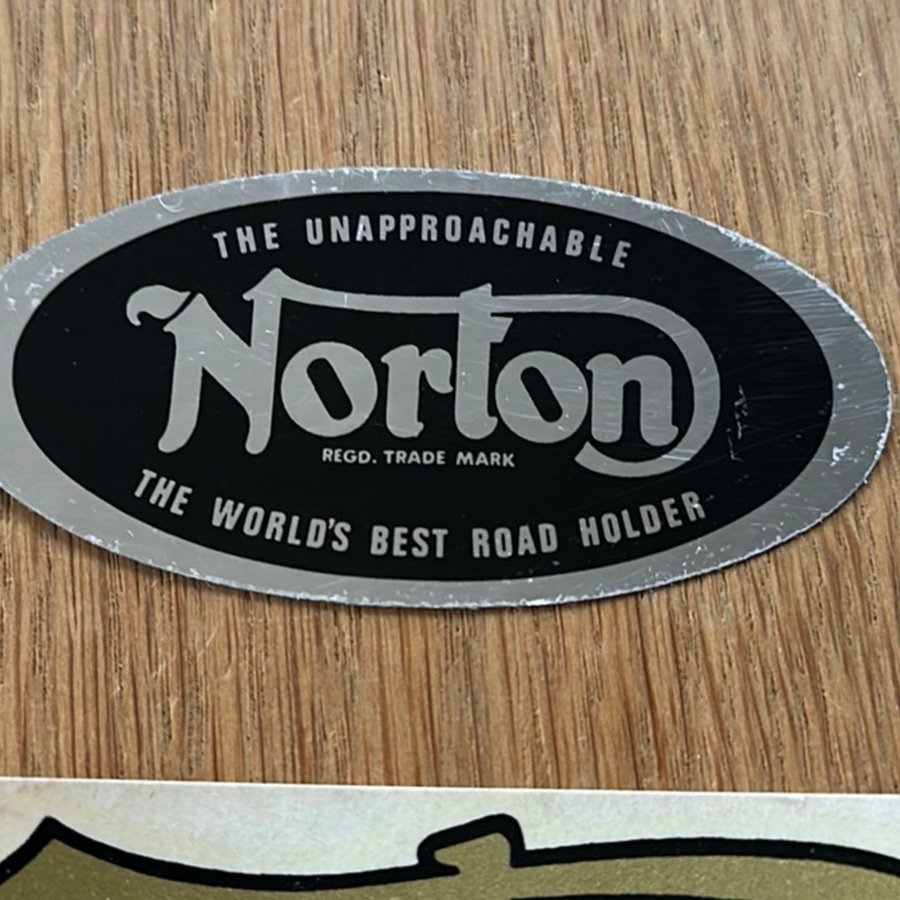 THE UNAPPROACHABLE
Norton
REGD. TRADE MARK
THE WORLD'S BEST ROAD HOLDER